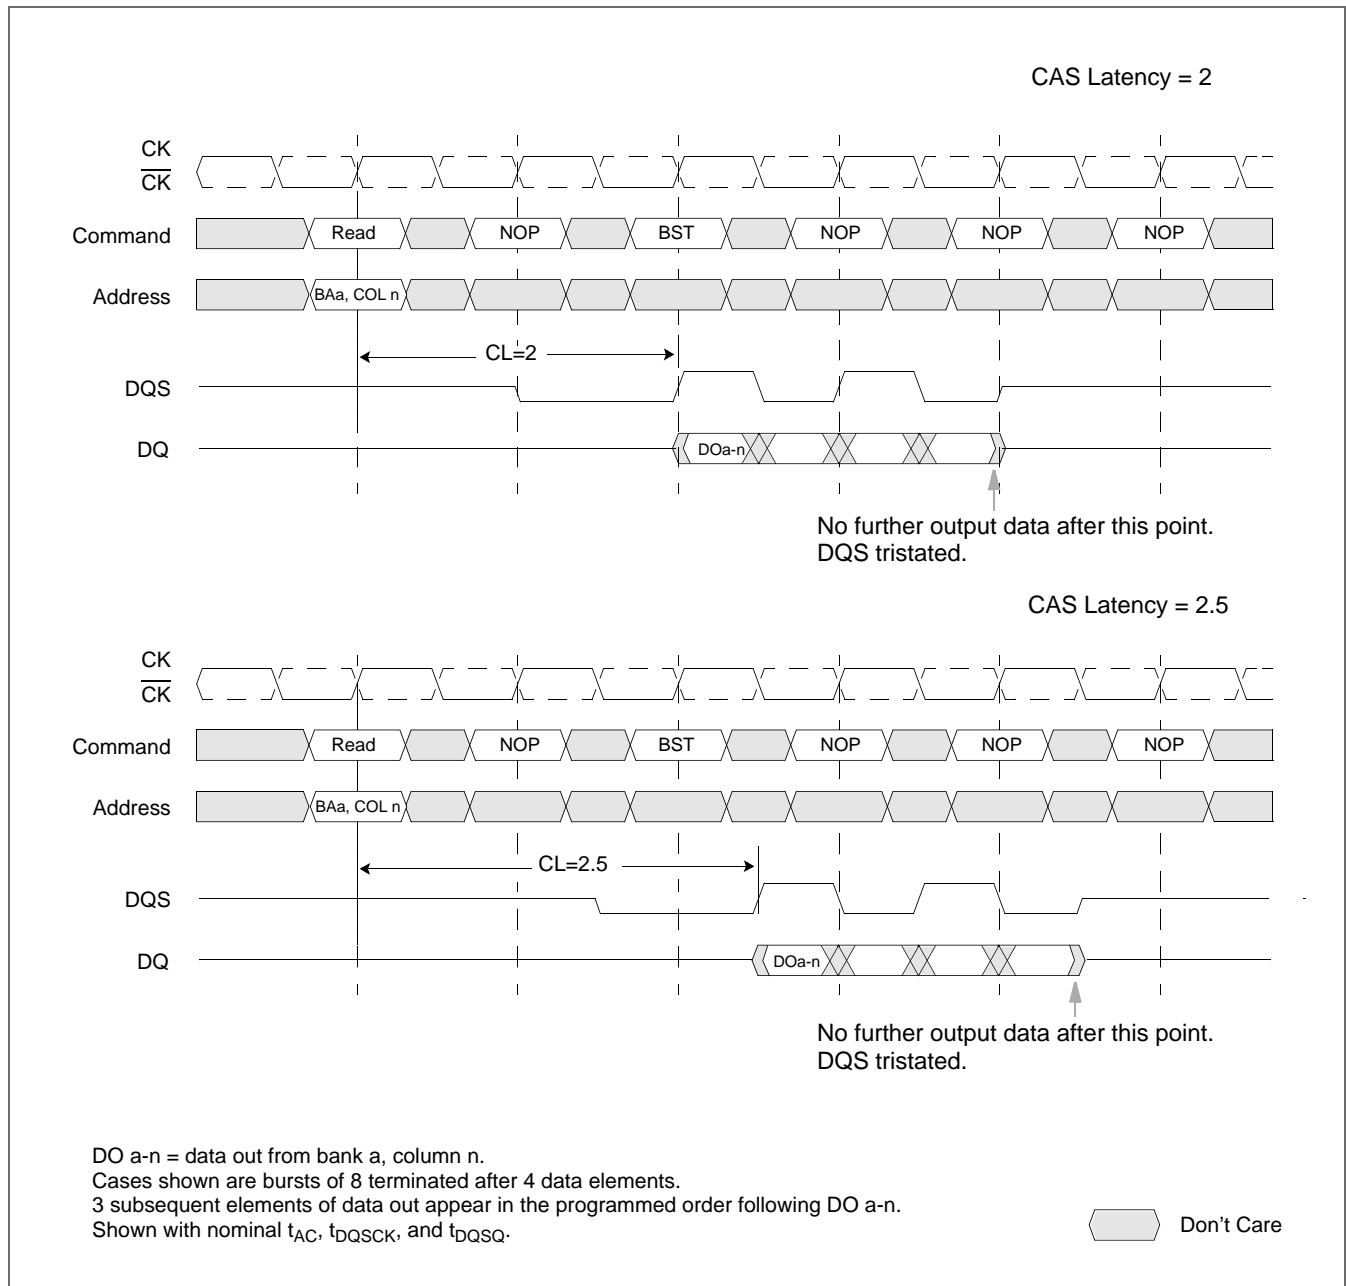 CAS Latency = 2
CK
CK
Command Read NOP BST NOP NOP NOP
Address BAa, COL n
CL=2
DQS
DQ DOa-n
No further output data after this point.
DQS tristated.
CAS Latency = 2.5
CK
CK
Command Read NOP BST NOP NOP NOP
Address BAa, COL n
CL=2.5
DQS
DQ DOa-n
No further output data after this point.
DQS tristated.
DO a-n = data out from bank a, column n.
Cases shown are bursts of 8 terminated after 4 data elements.
3 subsequent elements of data out appear in the programmed order following DO a-n.
Shown with nominal tAC, tDQSCK, and tDQSQ.
Don't Care